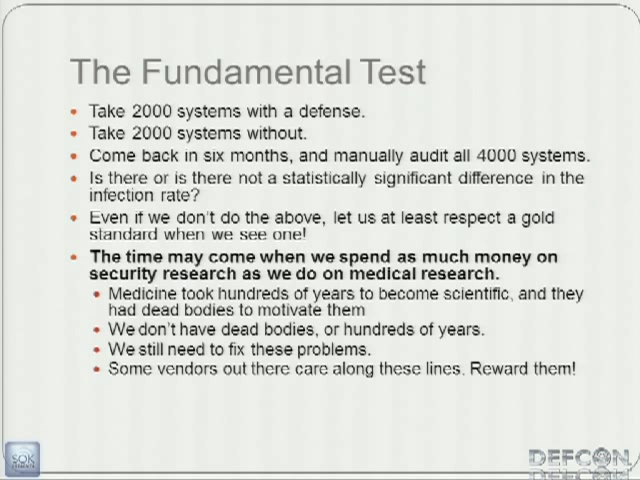 The Fundamental Test
• Take 2000 systems with a defense.
• Take 2000 systems without.
• Come back in six months, and manually audit all 4000 systems.
• Is there or is there not a statistically significant difference in the
infection rate?
• Even if we don't do the above, let us at least respect a gold
standard when we see one!
• The time may come when we spend as much money on
security research as we do on medical research.
• Medicine took hundreds of years to become scientific, and they
had dead bodies to motivate them
• We don't have dead bodies, or hundreds of years.
• We still need to fix these problems.
• Some vendors out there care along these lines. Reward them!
SOK
DEFCON